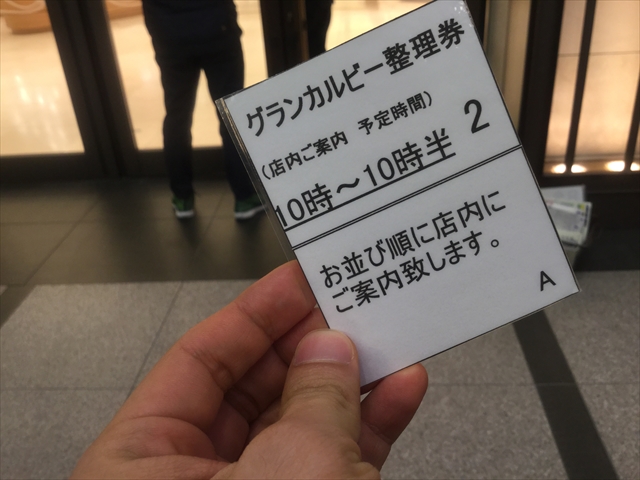 グランカルビー整理券
(店内ご案内 予定時間)
10時～10時半 2
お並び順に店内に
ご案内致します。
A